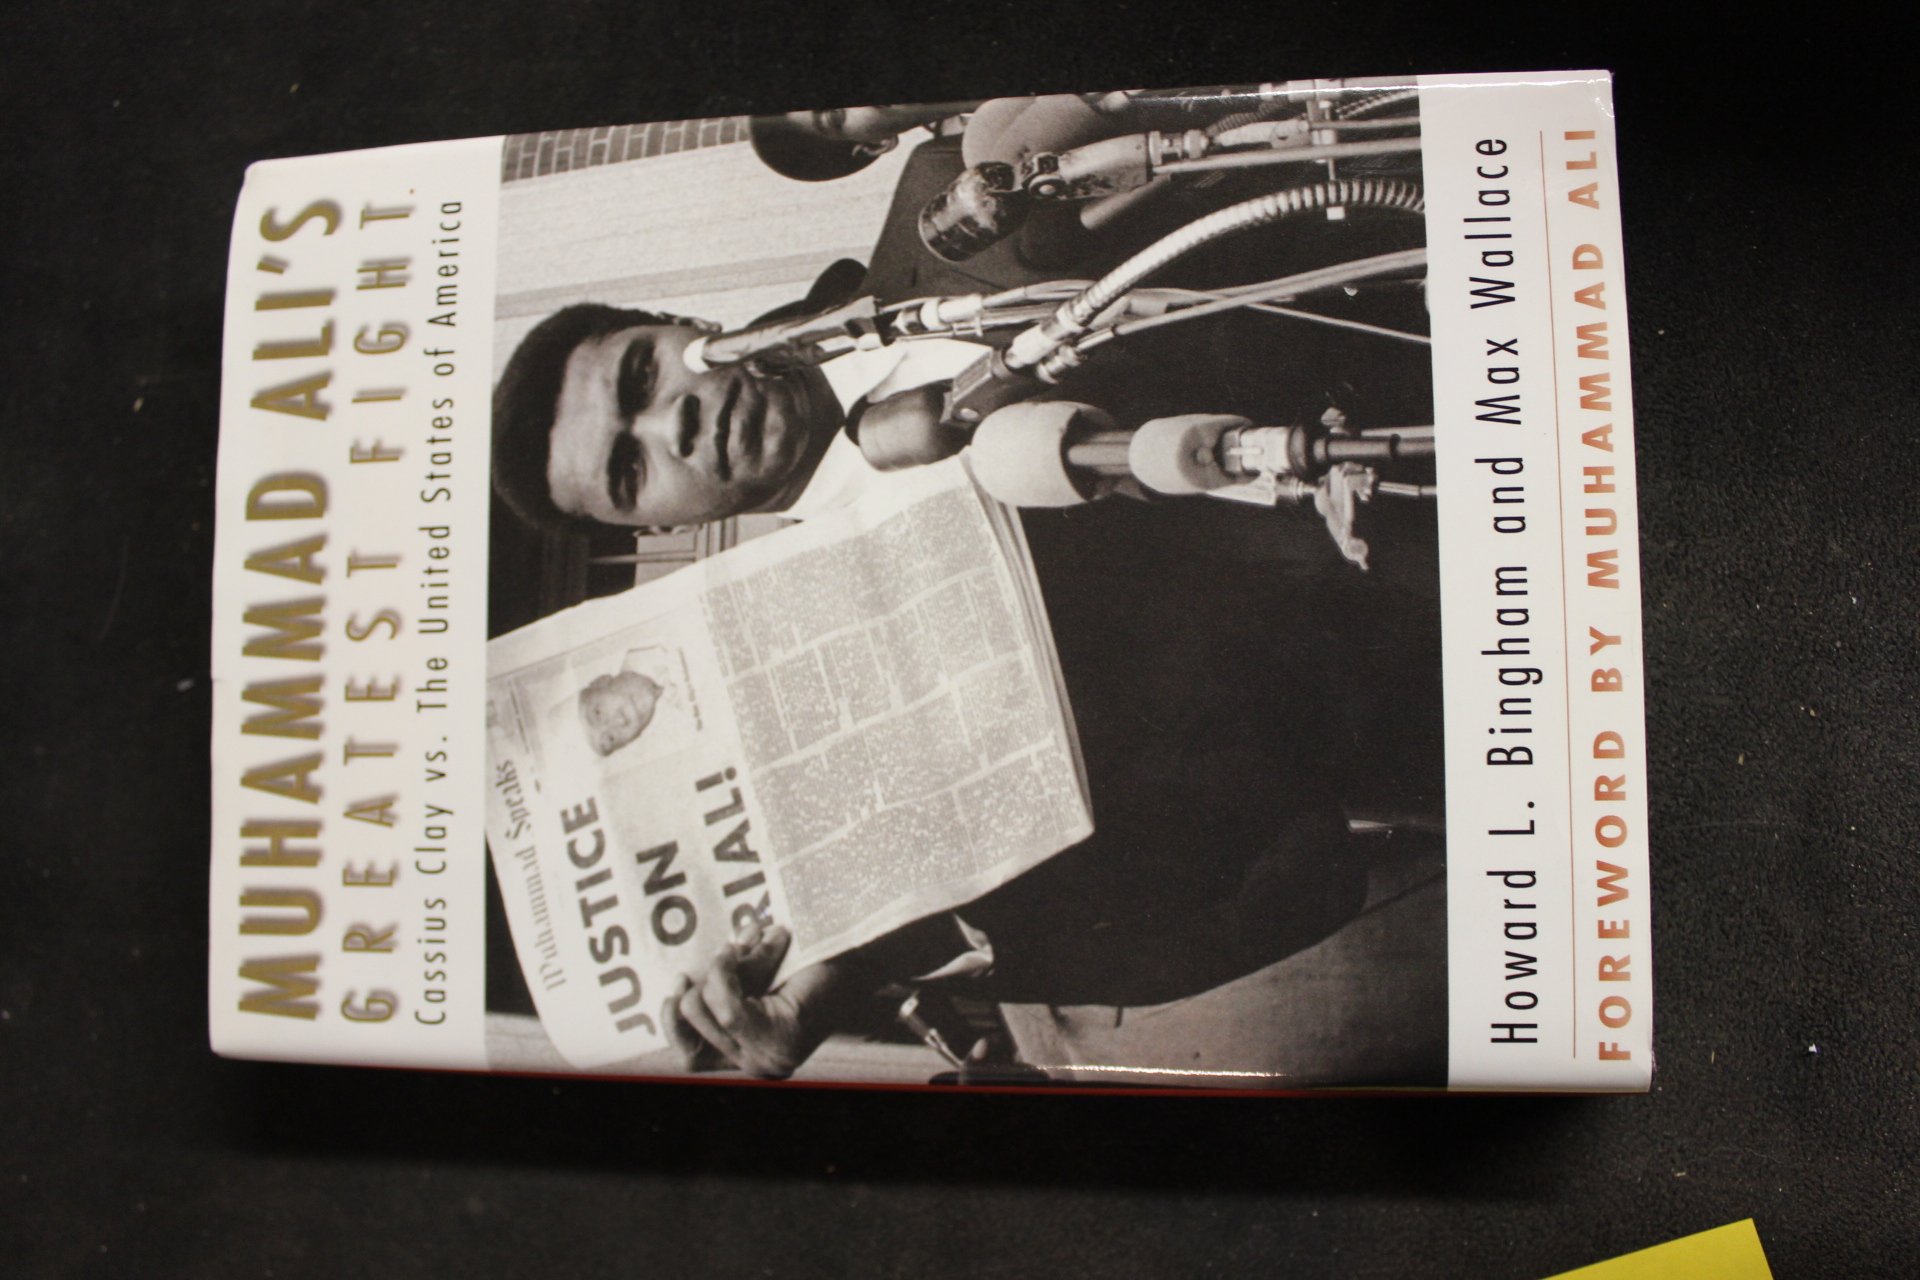 MUHAMMAD ALI'S
GREATEST FIGHT.
Cassius Clay vs. The United States of America
Muhammad Speaks
JUSTICE
ON
RIAL!
Howard L. Bingham and Max Wallace
FOREWORD BY MUHAMMAD ALI